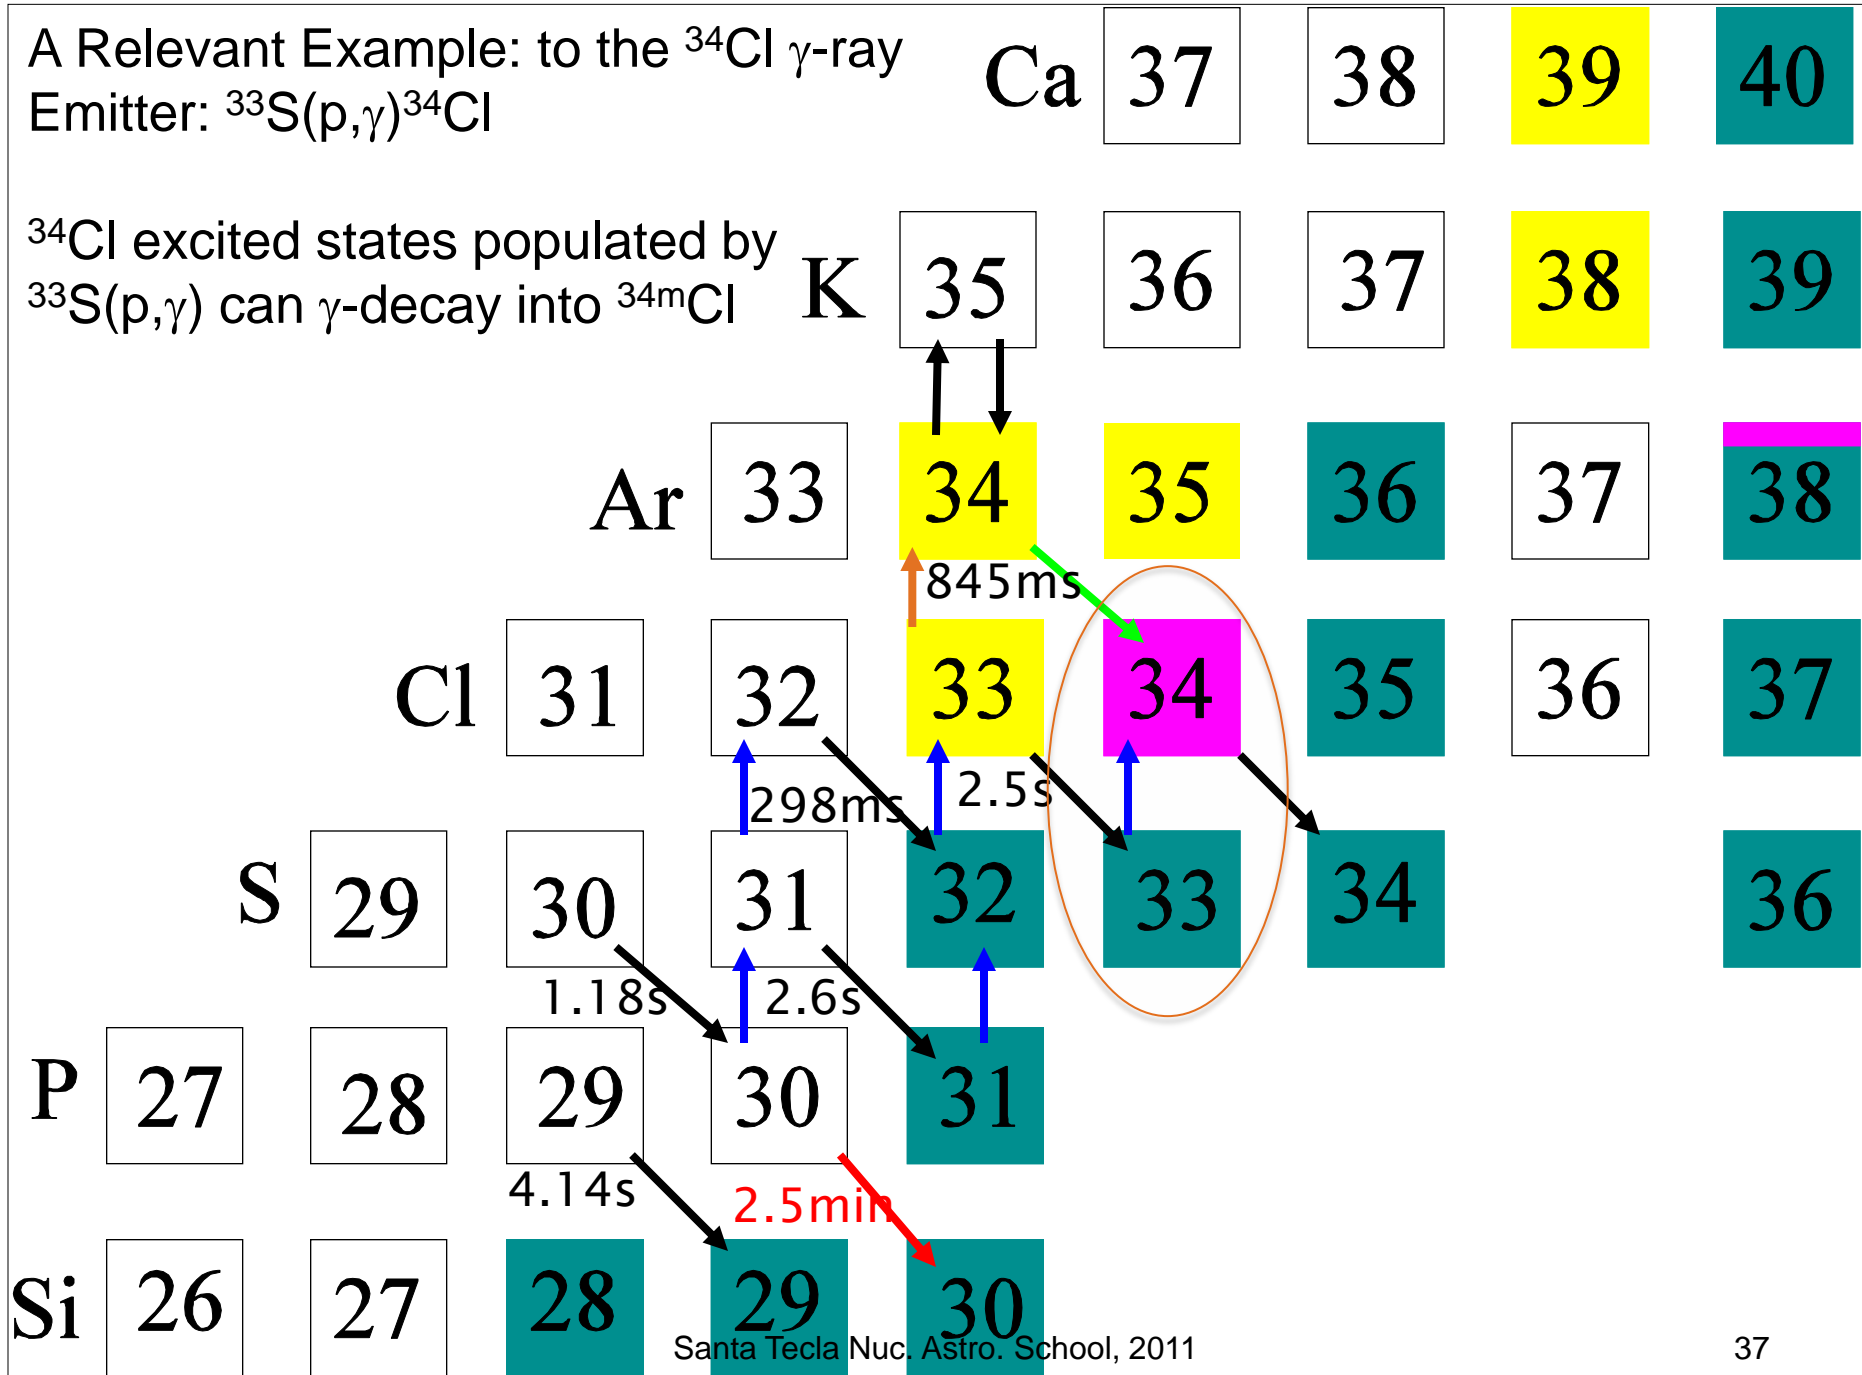 A Relevant Example: to the ³⁴Cl γ-ray
Emitter: ³³S(p,γ)³⁴Cl
³⁴Cl excited states populated by
³³S(p,γ) can γ-decay into ³⁴ᵐCl
Ca 37 38 39 40
K 35 36 37 38 39
Ar 33 34 35 36 37 38
845ms
Cl 31 32 33 34 35 36 37
298ms 2.5s
S 29 30 31 32 33 34 36
1.18s 2.6s
P 27 28 29 30 31
4.14s 2.5min
Si 26 27 28 29 30
Santa Tecla Nuc. Astro. School, 2011 37